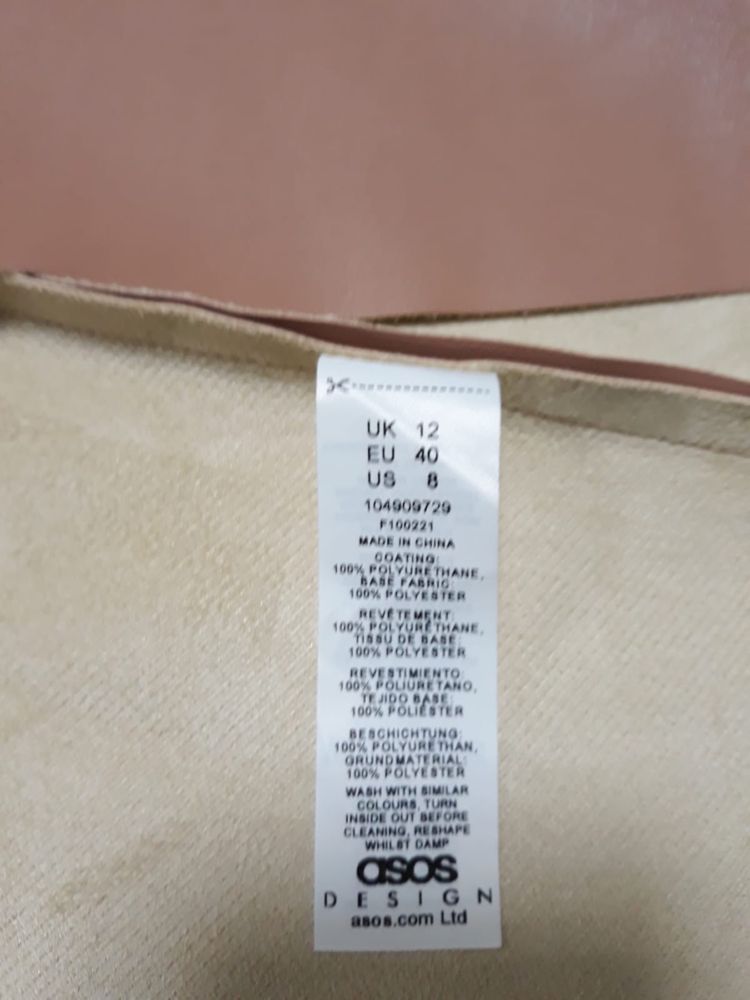 UK 12
EU 40
US 8
104909729
F100221
MADE IN CHINA
COATING:
100% POLYURETHANE,
BASE FABRIC:
100% POLYESTER
REVÊTEMENT:
100% POLYURÉTHANE,
TISSU DE BASE:
100% POLYESTER
REVESTIMIENTO:
100% POLIURETANO,
TEJIDO BASE:
100% POLIÉSTER
BESCHICHTUNG:
100% POLYURETHAN,
GRUNDMATERIAL:
100% POLYESTER
WASH WITH SIMILAR
COLOURS, TURN
INSIDE OUT BEFORE
CLEANING, RESHAPE
WHILST DAMP
asos
DESIGN
asos.com Ltd